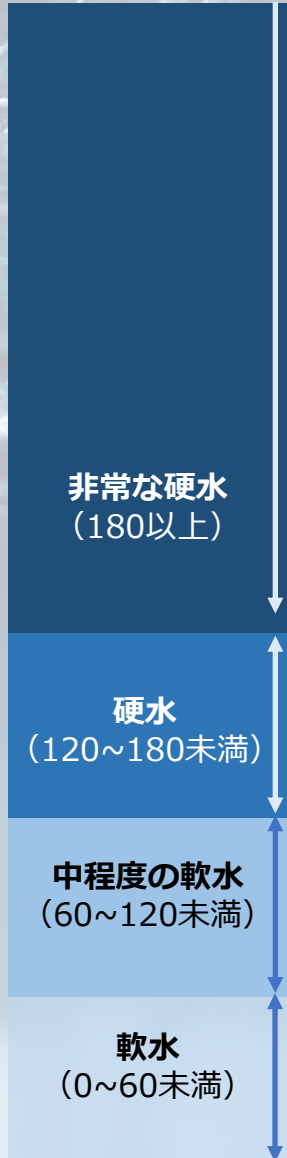 非常な硬水
（180以上）
硬水
（120~180未満）
中程度の軟水
（60~120未満）
軟水
（0~60未満）